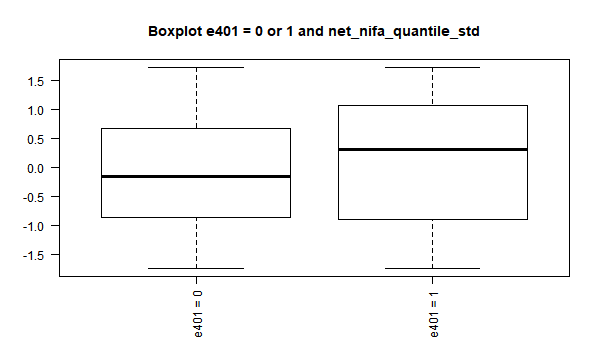 Boxplot e401 = 0 or 1 and net_nifa_quantile_std
1.5
1.0
0.5
0.0
-0.5
-1.0
-1.5
e401 = 0
e401 = 1